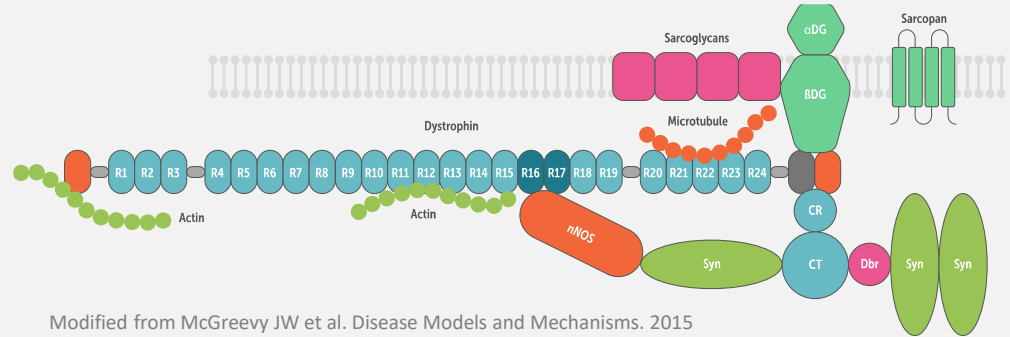 αDG
Sarcopan
Sarcoglycans
ßDG
Microtubule
Dystrophin
R1 R2 R3 R4 R5 R6 R7 R8 R9 R10 R11 R12 R13 R14 R15 R16 R17 R18 R19 R20 R21 R22 R23 R24
Actin
Actin
CR
nNOS
Syn
CT
Dbr
Syn
Syn
Modified from McGreevy JW et al. Disease Models and Mechanisms. 2015